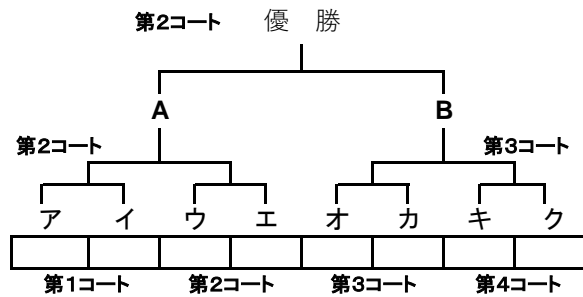 第2コート 優 勝
A B
第2コート 第3コート
ア イ ウ エ オ カ キ ク
第1コート 第2コート 第3コート 第4コート